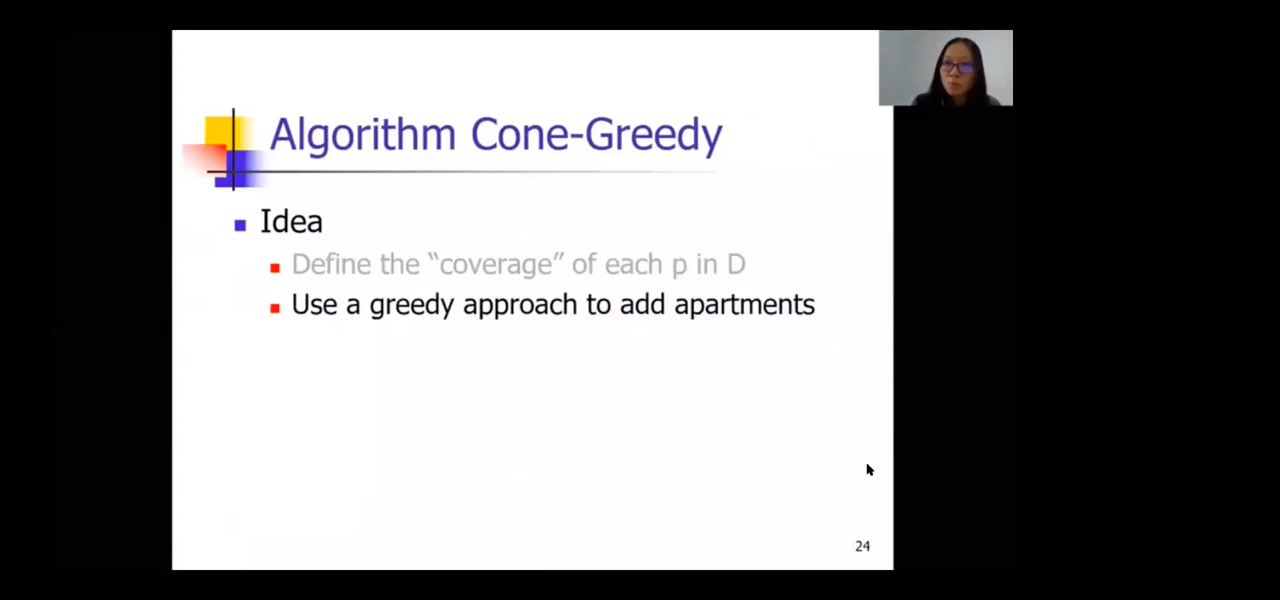 Algorithm Cone-Greedy
Idea
Define the “coverage” of each p in D
Use a greedy approach to add apartments
24